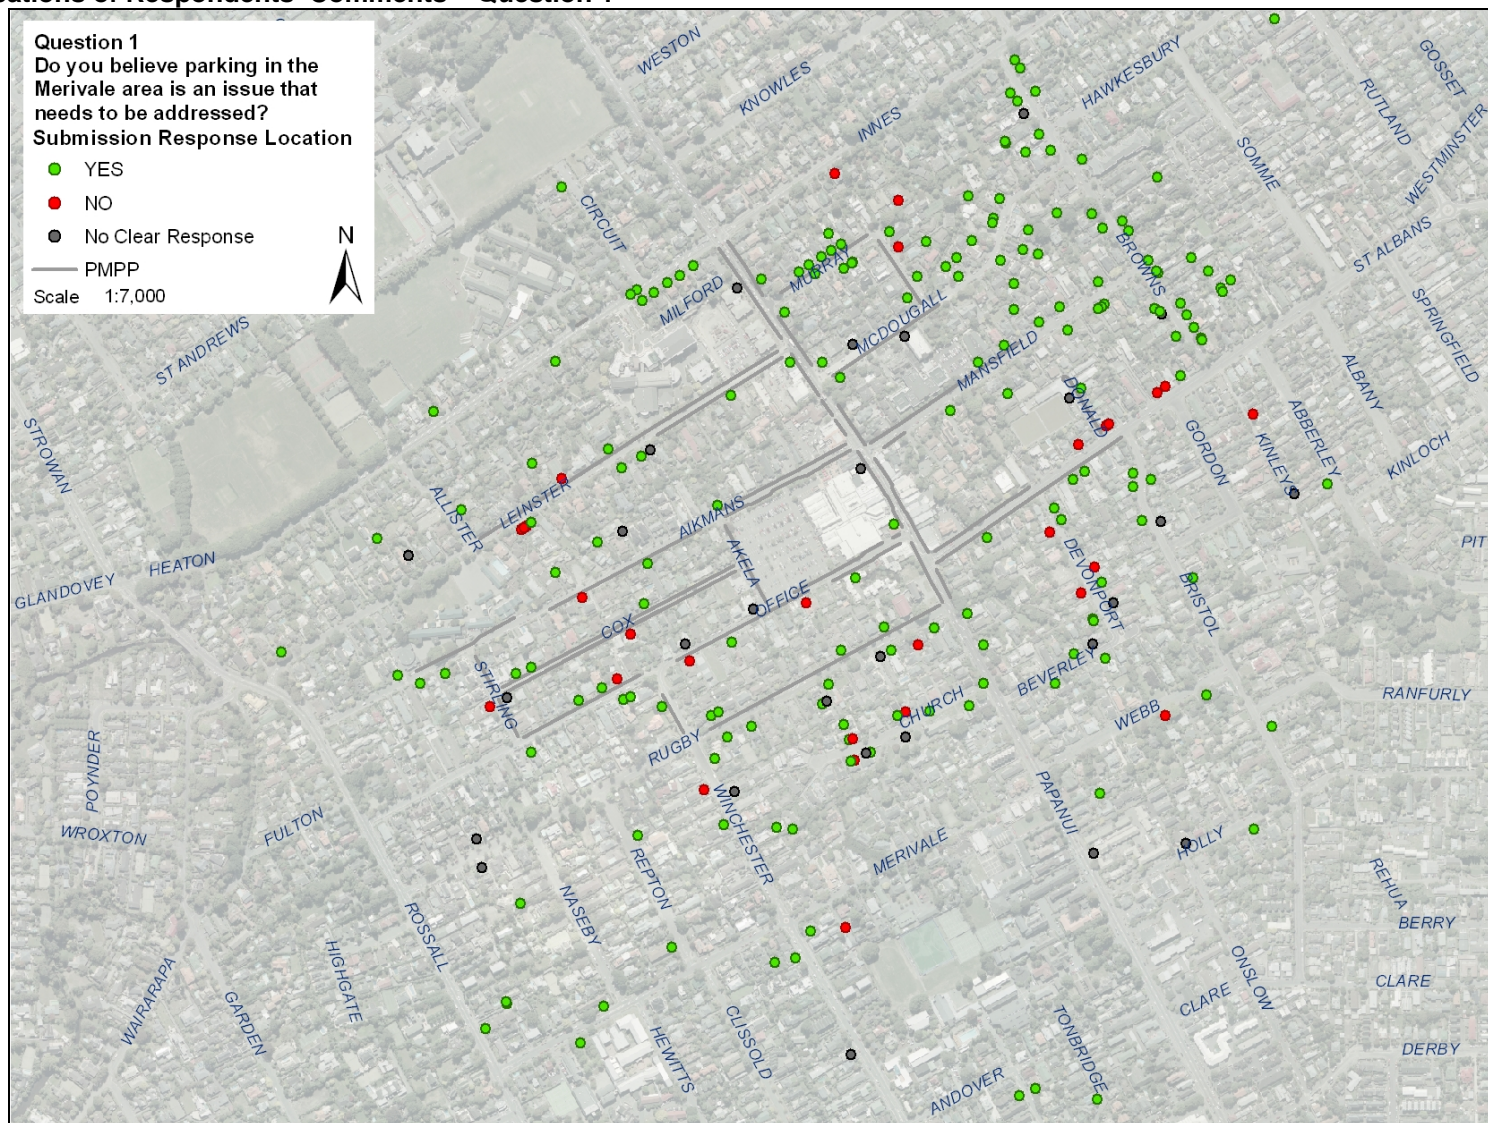 Question 1
Do you believe parking in the
Merivale area is an issue that
needs to be addressed?
Submission Response Location
YES
NO
No Clear Response
PMPP
Scale 1:7,000
N
WESTON
KNOWLES
INNES
HAWKESBURY
GOSSET
RUTLAND
WESTMINSTER
SOMME
ST ALBANS
CIRCUIT
MURRAY
BROWNS
MILFORD
MCDOUGALL
MANSFIELD
SPRINGFIELD
ST ANDREWS
ALBANY
DONALD
ABBERLEY
STROWAN
GORDON
KINLEYS
KINLOCH
ALLISTER
LEINSTER
AIKMANS
AKELA
PIT
HEATON
GLANDOVEY
DEVONPORT
BRISTOL
OFFICE
COX
STIRLING
BEVERLEY
RANFURLY
CHURCH
WEBB
RUGBY
POYNDER
PAPANUI
WINCHESTER
WROXTON
FULTON
MERIVALE
HOLLY
REPTON
REHUA
NASEBY
BERRY
ROSSALL
HIGHGATE
WAIRARAPA
GARDEN
ONSLOW
CLARE
CLARE
CLISSOLD
HEWITTS
TONBRIDGE
DERBY
ANDOVER